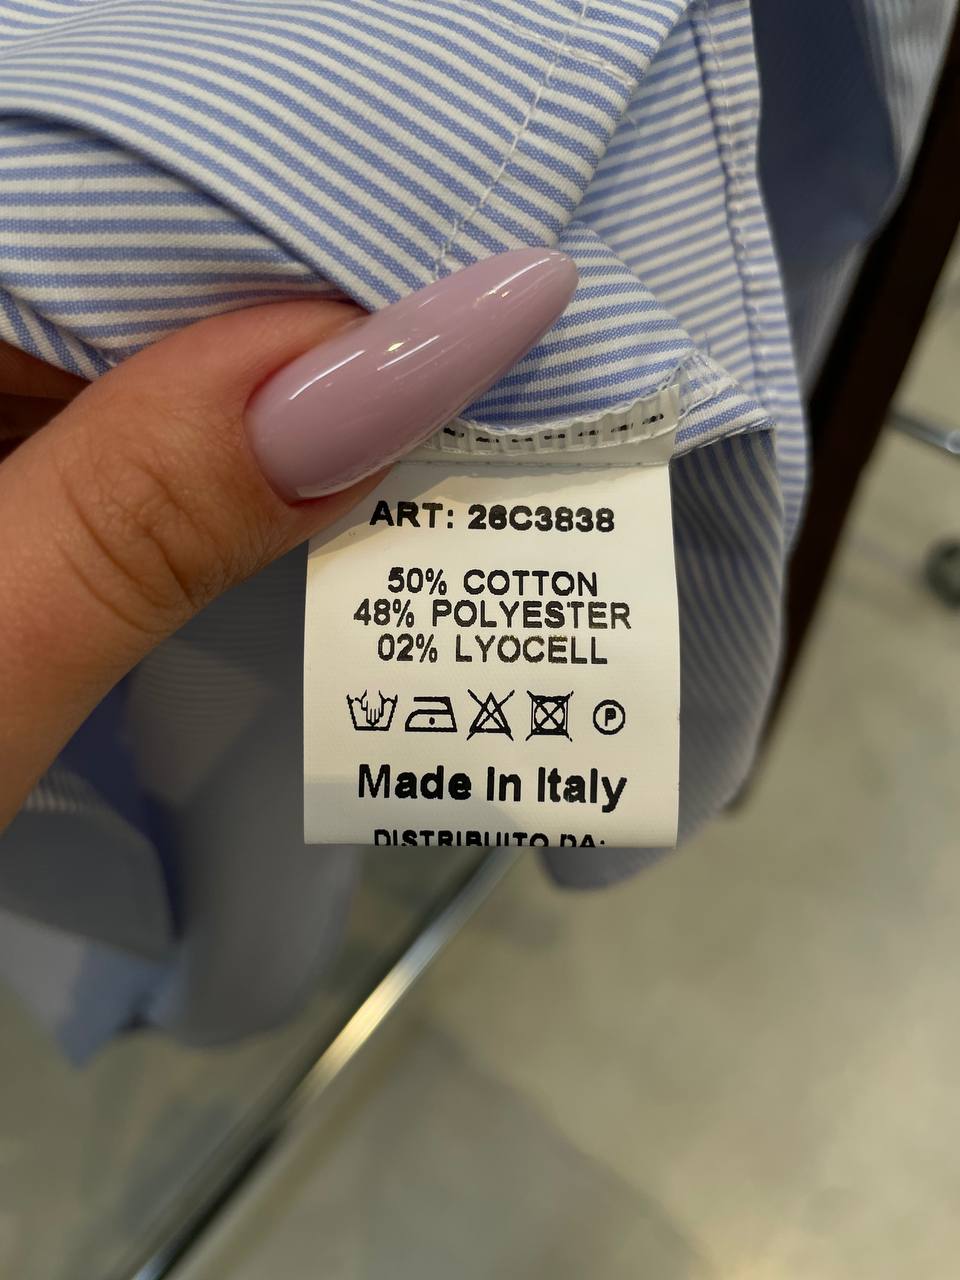 ART: 26C3838
50% COTTON
48% POLYESTER
02% LYOCELL
P
Made In Italy
DISTRIBUITO DA: